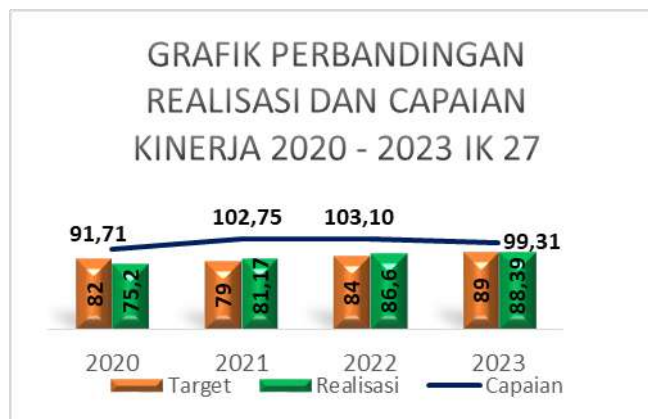 GRAFIK PERBANDINGAN
REALISASI DAN CAPAIAN
KINERJA 2020 - 2023 IK 27
91,71 102,75 103,10 99,31
82 75,2 79 81,17 84 86,6 89 88,39
2020 2021 2022 2023
Target Realisasi Capaian